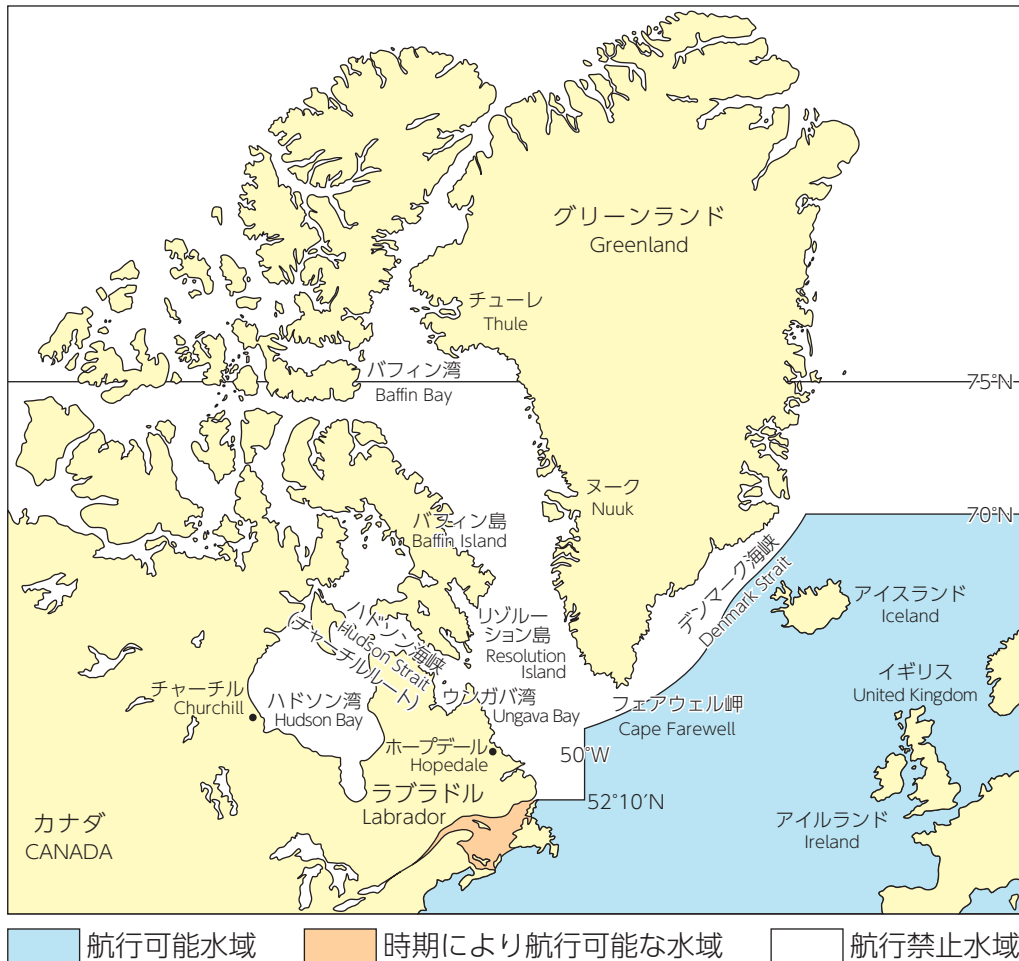 グリーンランド
Greenland
チューレ
Thule
バフィン湾
Baffin Bay
75°N
ヌーク
Nuuk
70°N
バフィン島
Baffin Island
デンマーク海峡
Denmark Strait
アイスランド
Iceland
ハドソン海峡
Hudson Strait
(チャーチルルート)
リゾルー
ション島
Resolution
Island
イギリス
United Kingdom
チャーチル
Churchill
ハドソン湾
Hudson Bay
ウンガバ湾
Ungava Bay
フェアウェル岬
Cape Farewell
ホープデール
Hopedale
50°W
ラブラドル
Labrador
52°10′N
カナダ
CANADA
アイルランド
Ireland
航行可能水域
時期により航行可能な水域
航行禁止水域